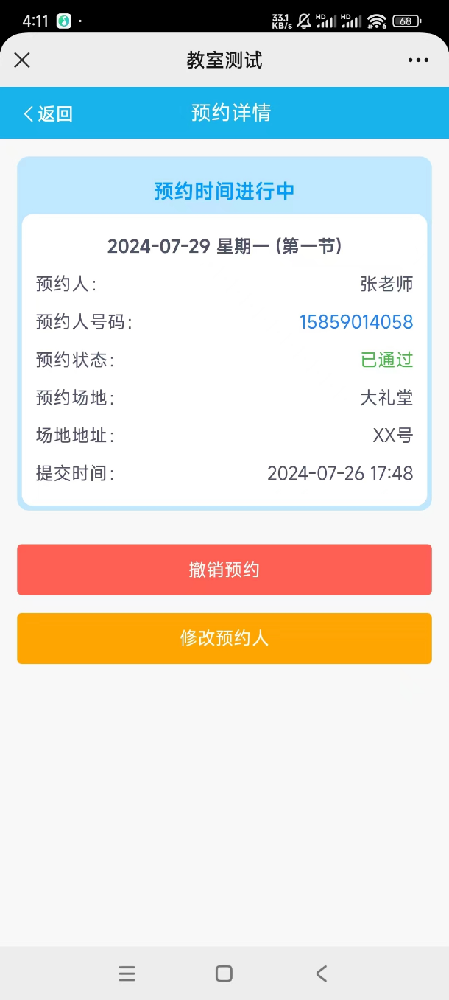 4:11 33.1 KB/s HD HD 6 68
教室测试
返回 预约详情
预约时间进行中
2024-07-29 星期一 (第一节)
预约人: 张老师
预约人号码: 15859014058
预约状态: 已通过
预约场地: 大礼堂
场地地址: XX号
提交时间: 2024-07-26 17:48
撤销预约
修改预约人